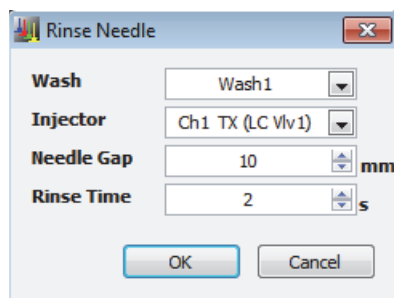 Rinse Needle
Wash Wash1
Injector Ch1 TX (LC Vlv1)
Needle Gap 10 mm
Rinse Time 2 s
OK Cancel